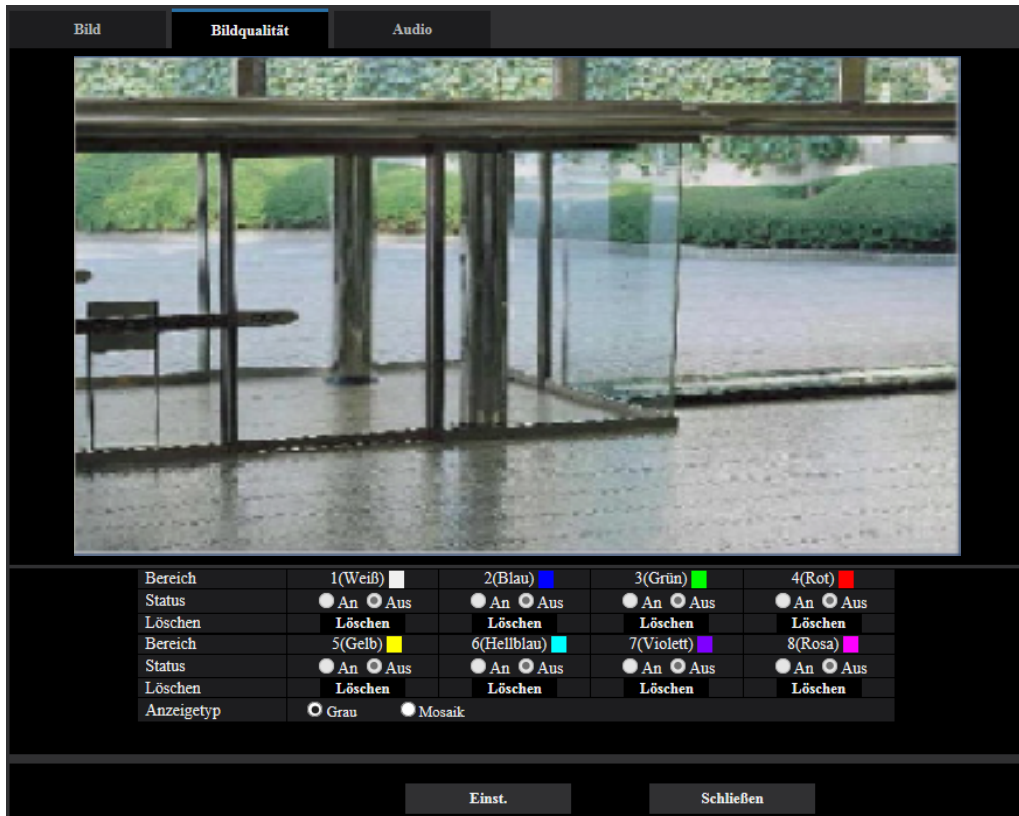 Bild Bildqualität Audio
Bereich 1(Weiß) 2(Blau) 3(Grün) 4(Rot)
Status An Aus An Aus An Aus An Aus
Löschen Löschen Löschen Löschen Löschen
Bereich 5(Gelb) 6(Hellblau) 7(Violett) 8(Rosa)
Status An Aus An Aus An Aus An Aus
Löschen Löschen Löschen Löschen Löschen
Anzeigetyp Grau Mosaik
Einst. Schließen